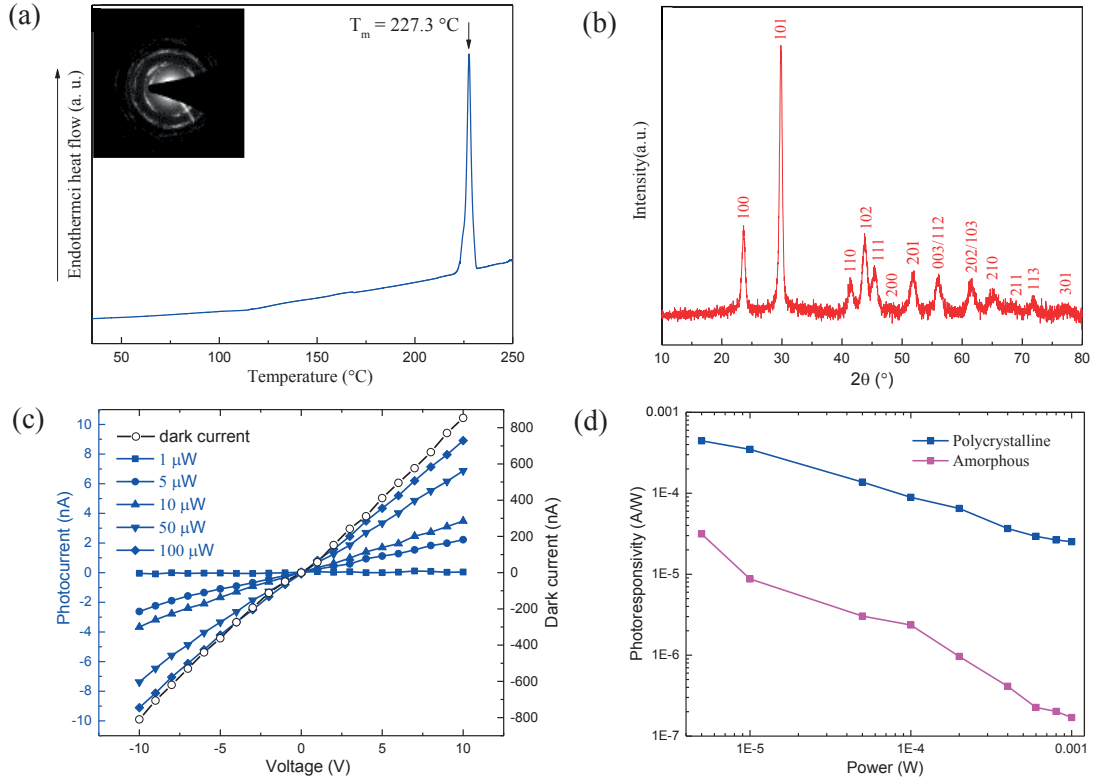 (a)
T_m = 227.3 °C
Endothermci heat flow (a. u.)
50 100 150 200 250
Temperature (°C)
(b)
Intensity(a.u.)
100
101
110
102
111
200
201
003/112
202/103
210
211
113
301
10 20 30 40 50 60 70 80
2θ (°)
(c)
Photocurrent (nA)
10
8
6
4
2
0
-2
-4
-6
-8
-10
dark current
1 μW
5 μW
10 μW
50 μW
100 μW
800
600
400
200
0
-200
-400
-600
-800
Dark current (nA)
-10 -5 0 5 10
Voltage (V)
(d)
Photoresponsivity (A/W)
0.001
1E-4
1E-5
1E-6
1E-7
Polycrystalline
Amorphous
1E-5 1E-4 0.001
Power (W)